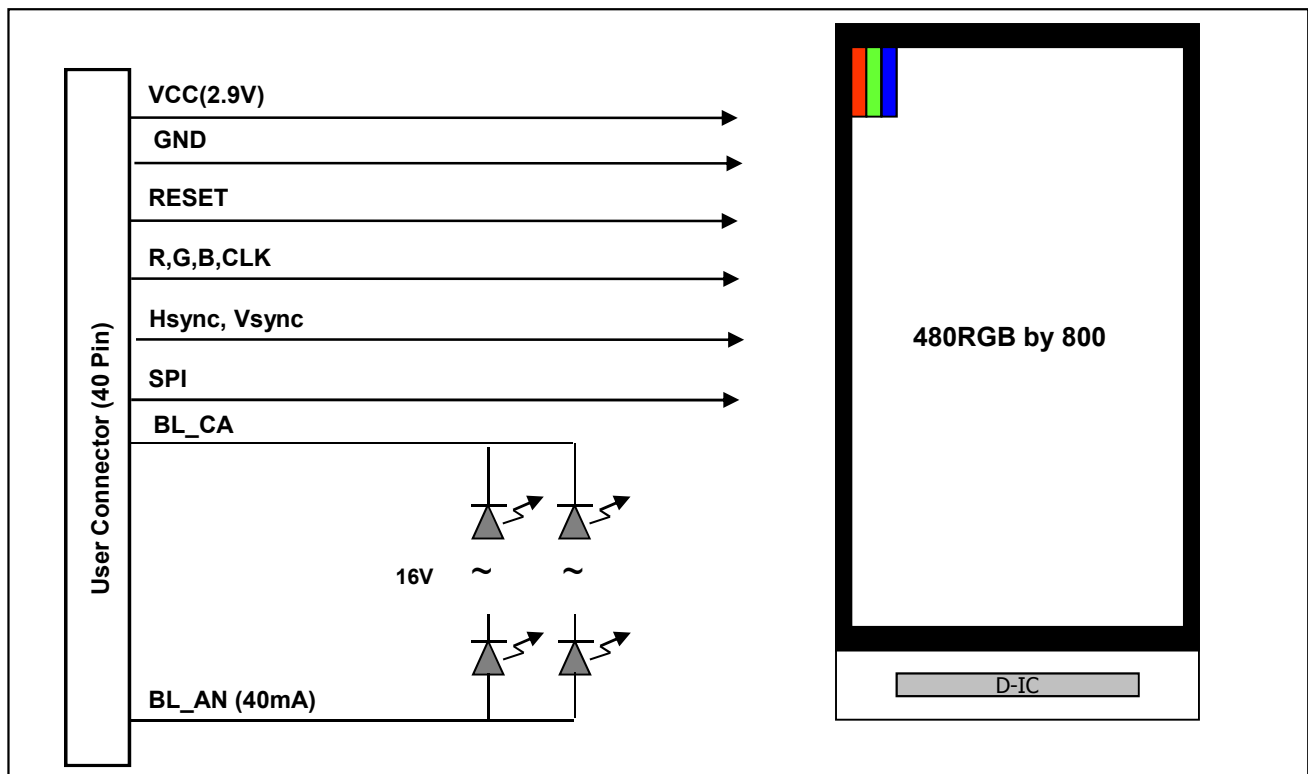 VCC(2.9V)
GND
RESET
R,G,B,CLK
Hsync, Vsync
SPI
BL_CA
16V
~ ~
BL_AN (40mA)
User Connector (40 Pin)
480RGB by 800
D-IC